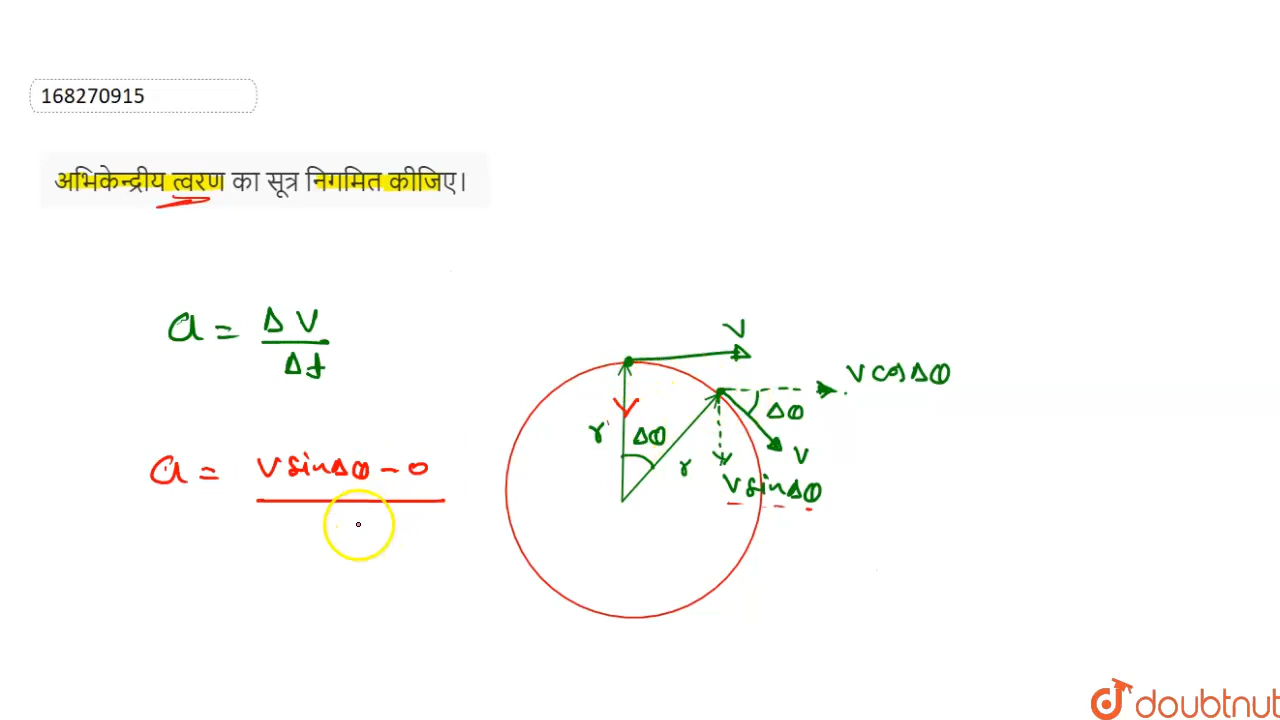 168270915
अभिकेन्द्रीय त्वरण का सूत्र निगमित कीजिए।
a = ΔV
Δt
V
V cosΔθ
Δθ
r
Δθ
r
V
V sinΔθ
a = V sinΔθ - 0
doubtnut